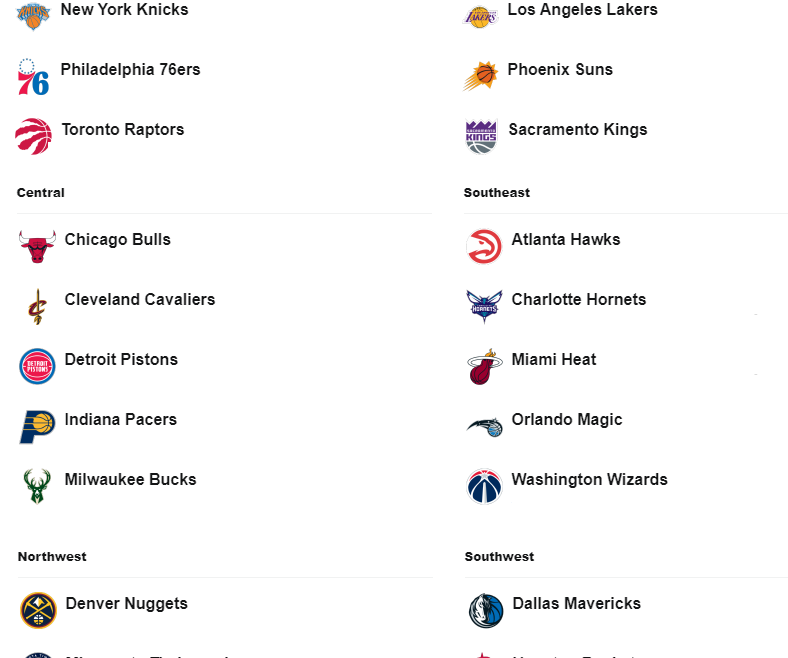 New York Knicks
Philadelphia 76ers
Toronto Raptors
Central
Chicago Bulls
Cleveland Cavaliers
Detroit Pistons
Indiana Pacers
Milwaukee Bucks
Northwest
Denver Nuggets
Los Angeles Lakers
Phoenix Suns
Sacramento Kings
Southeast
Atlanta Hawks
Charlotte Hornets
Miami Heat
Orlando Magic
Washington Wizards
Southwest
Dallas Mavericks